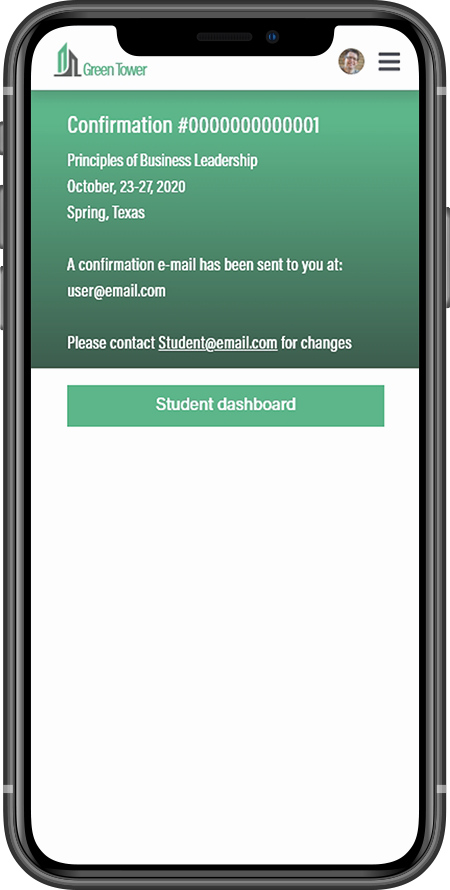 Green Tower
Confirmation #0000000000001
Principles of Business Leadership
October, 23-27, 2020
Spring, Texas
A confirmation e-mail has been sent to you at:
user@email.com
Please contact Student@email.com for changes
Student dashboard